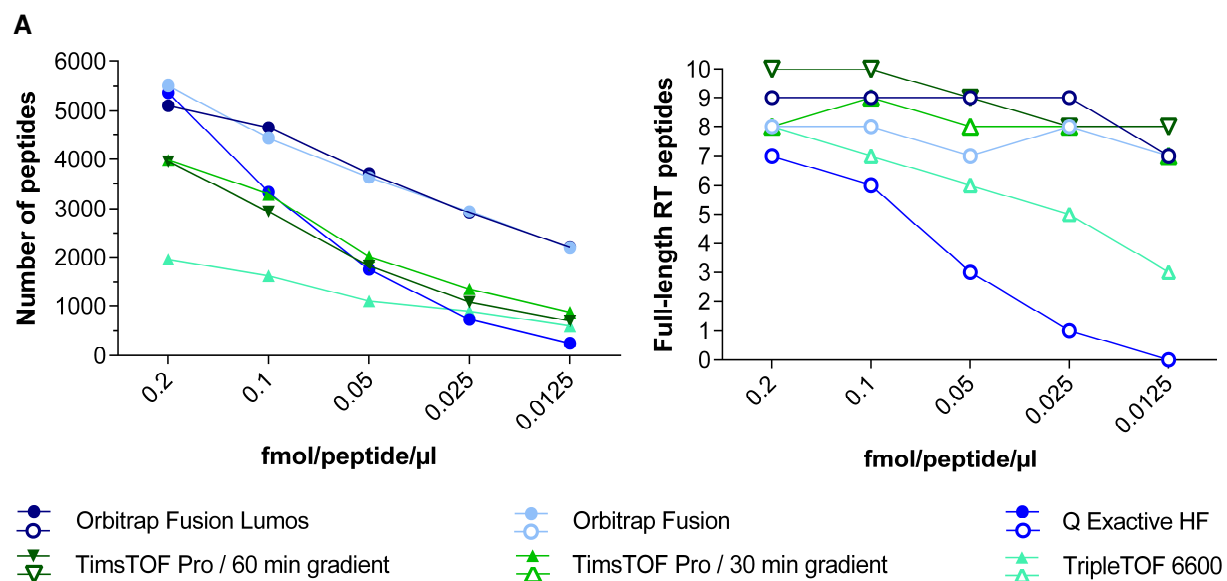 A
Number of peptides
6000
5000
4000
3000
2000
1000
0
0.2
0.1
0.05
0.025
0.0125
fmol/peptide/µl
Full-length RT peptides
10
9
8
7
6
5
4
3
2
1
0
0.2
0.1
0.05
0.025
0.0125
fmol/peptide/µl
Orbitrap Fusion Lumos
Orbitrap Fusion
Q Exactive HF
TimsTOF Pro / 60 min gradient
TimsTOF Pro / 30 min gradient
TripleTOF 6600